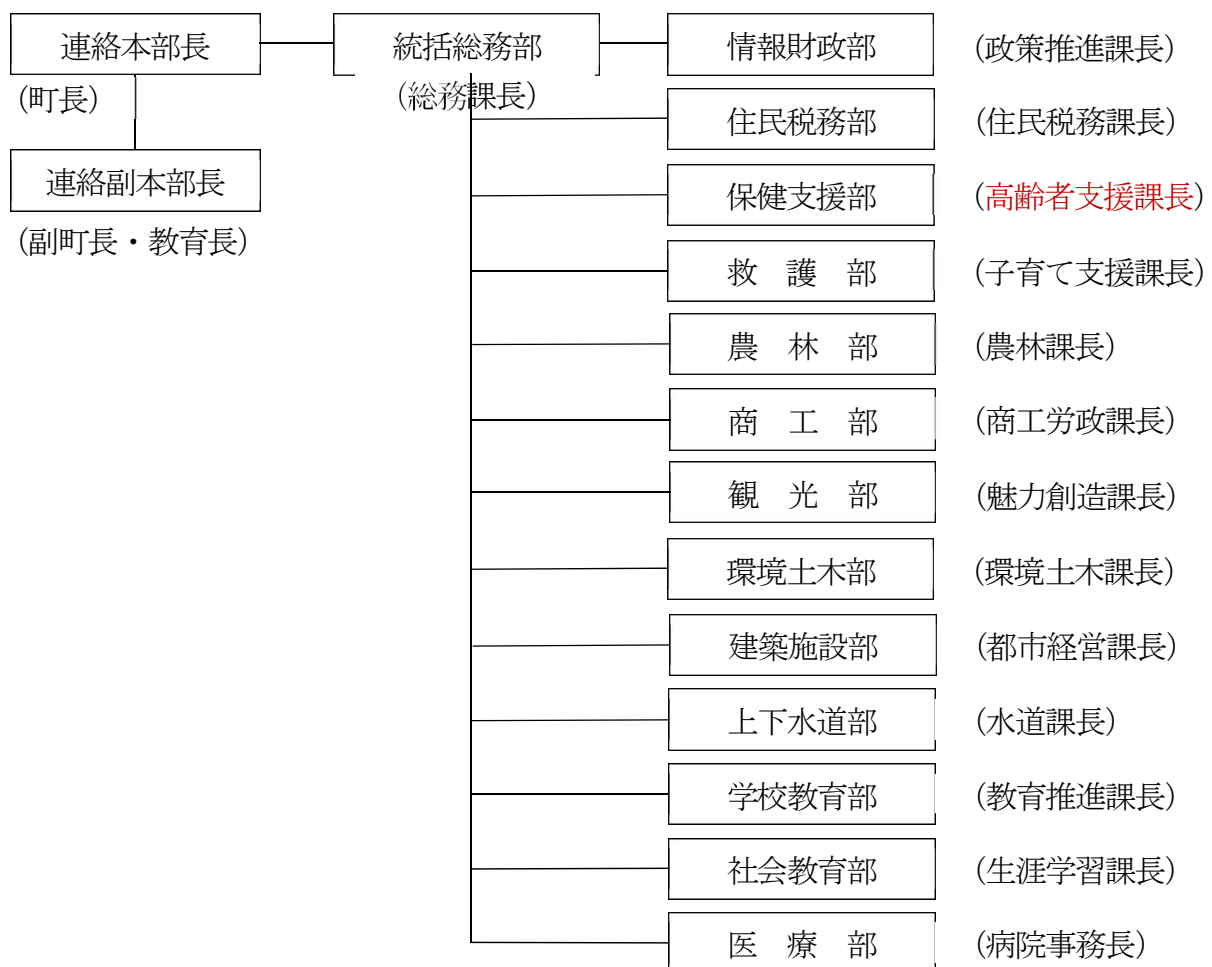 連絡本部長 統括総務部 情報財政部 (政策推進課長)
(町長) (総務課長)
住民税務部 (住民税務課長)
連絡副本部長 保健支援部 (高齢者支援課長)
(副町長・教育長)
救 護 部 (子育て支援課長)
農 林 部 (農林課長)
商 工 部 (商工労政課長)
観 光 部 (魅力創造課長)
環境土木部 (環境土木課長)
建築施設部 (都市経営課長)
上下水道部 (水道課長)
学校教育部 (教育推進課長)
社会教育部 (生涯学習課長)
医 療 部 (病院事務長)